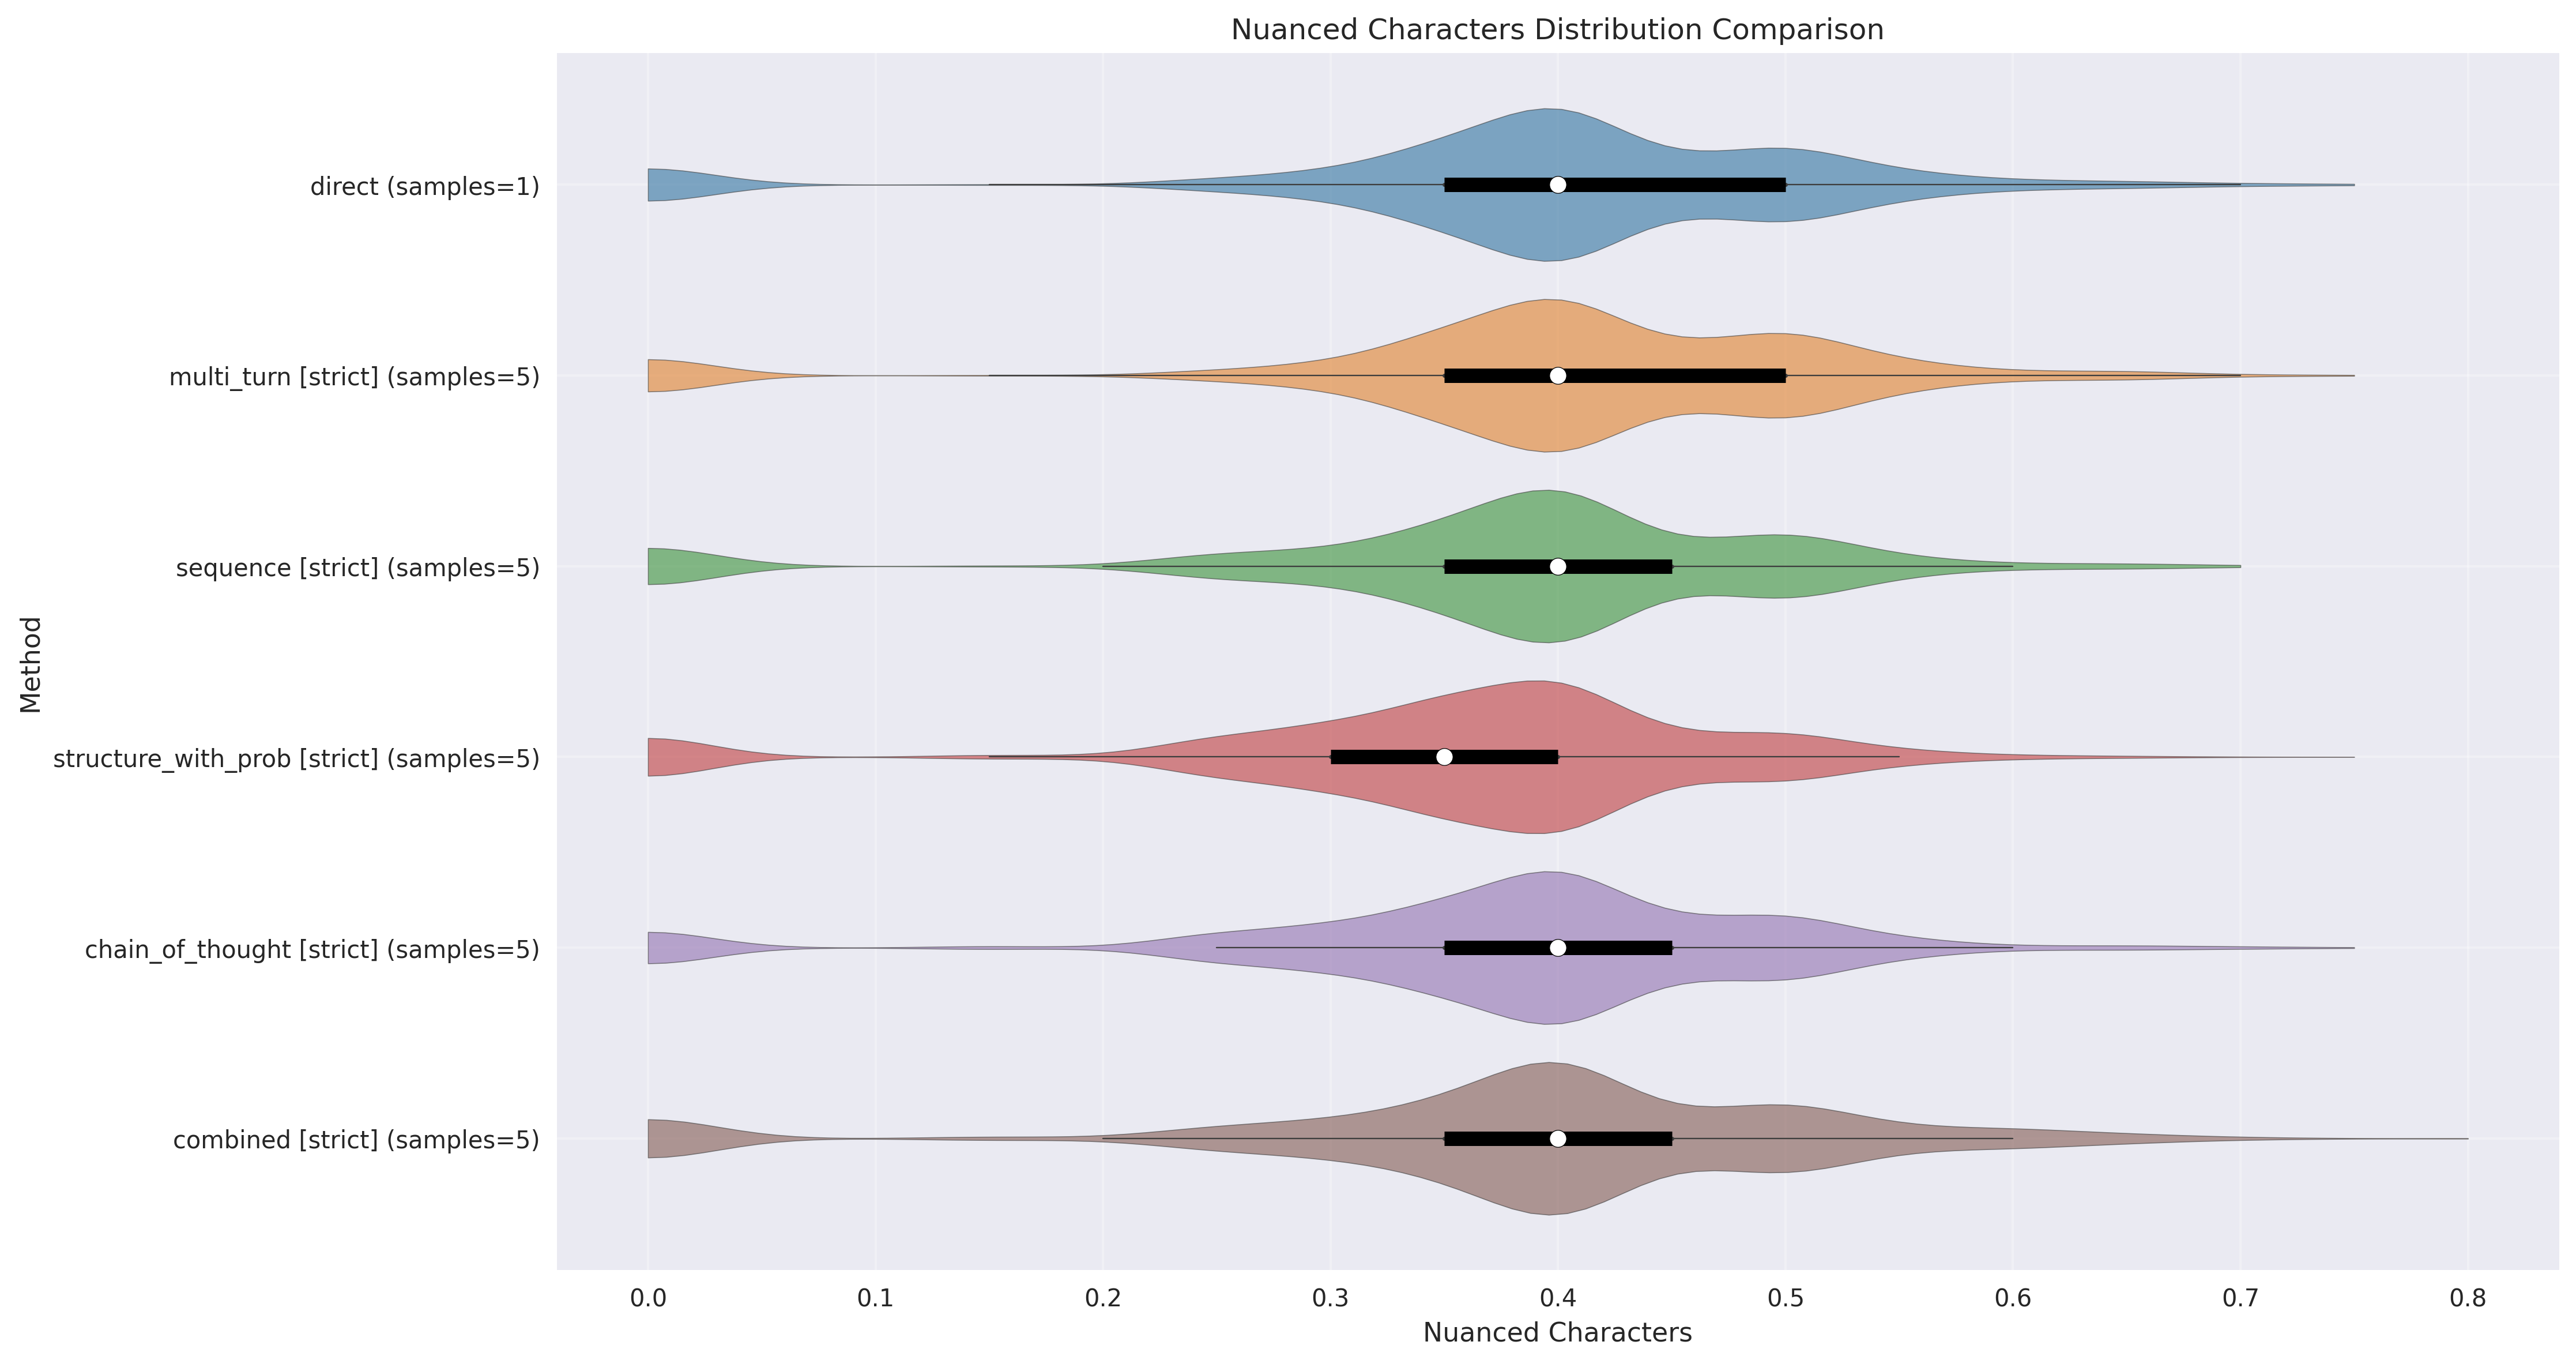 Nuanced Characters Distribution Comparison
Method
direct (samples=1)
multi_turn [strict] (samples=5)
sequence [strict] (samples=5)
structure_with_prob [strict] (samples=5)
chain_of_thought [strict] (samples=5)
combined [strict] (samples=5)
0.0 0.1 0.2 0.3 0.4 0.5 0.6 0.7 0.8
Nuanced Characters